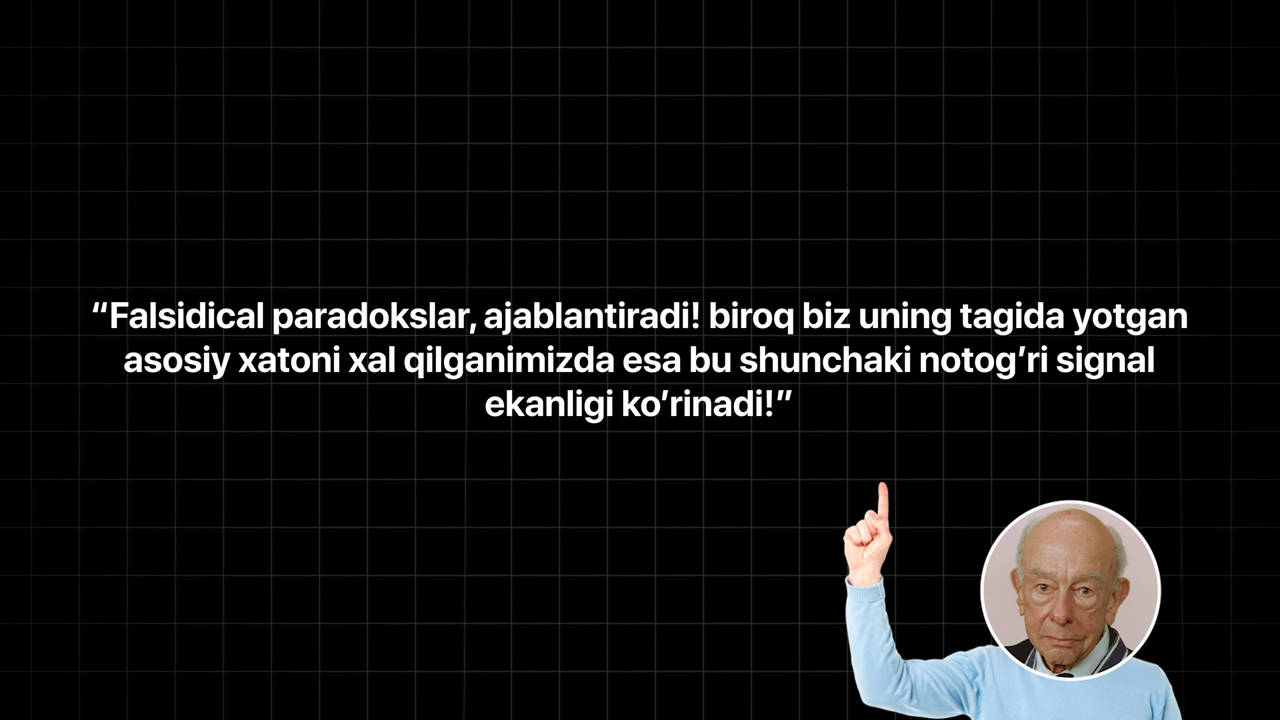 “Falsidical paradokslar, ajablantiradi! biroq biz uning tagida yotgan
asosiy xatoni xal qilganimizda esa bu shunchaki notog’ri signal
ekanligi ko’rinadi!”